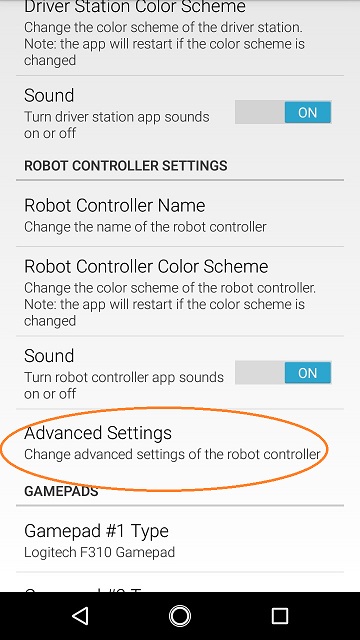 Driver Station Color Scheme
Change the color scheme of the driver station.
Note: the app will restart if the color scheme is
changed
Sound
Turn driver station app sounds
on or off
ON
ROBOT CONTROLLER SETTINGS
Robot Controller Name
Change the name of the robot controller
Robot Controller Color Scheme
Change the color scheme of the robot controller.
Note: the app will restart if the color scheme is
changed
Sound
Turn robot controller app sounds
on or off
ON
Advanced Settings
Change advanced settings of the robot controller
GAMEPADS
Gamepad #1 Type
Logitech F310 Gamepad